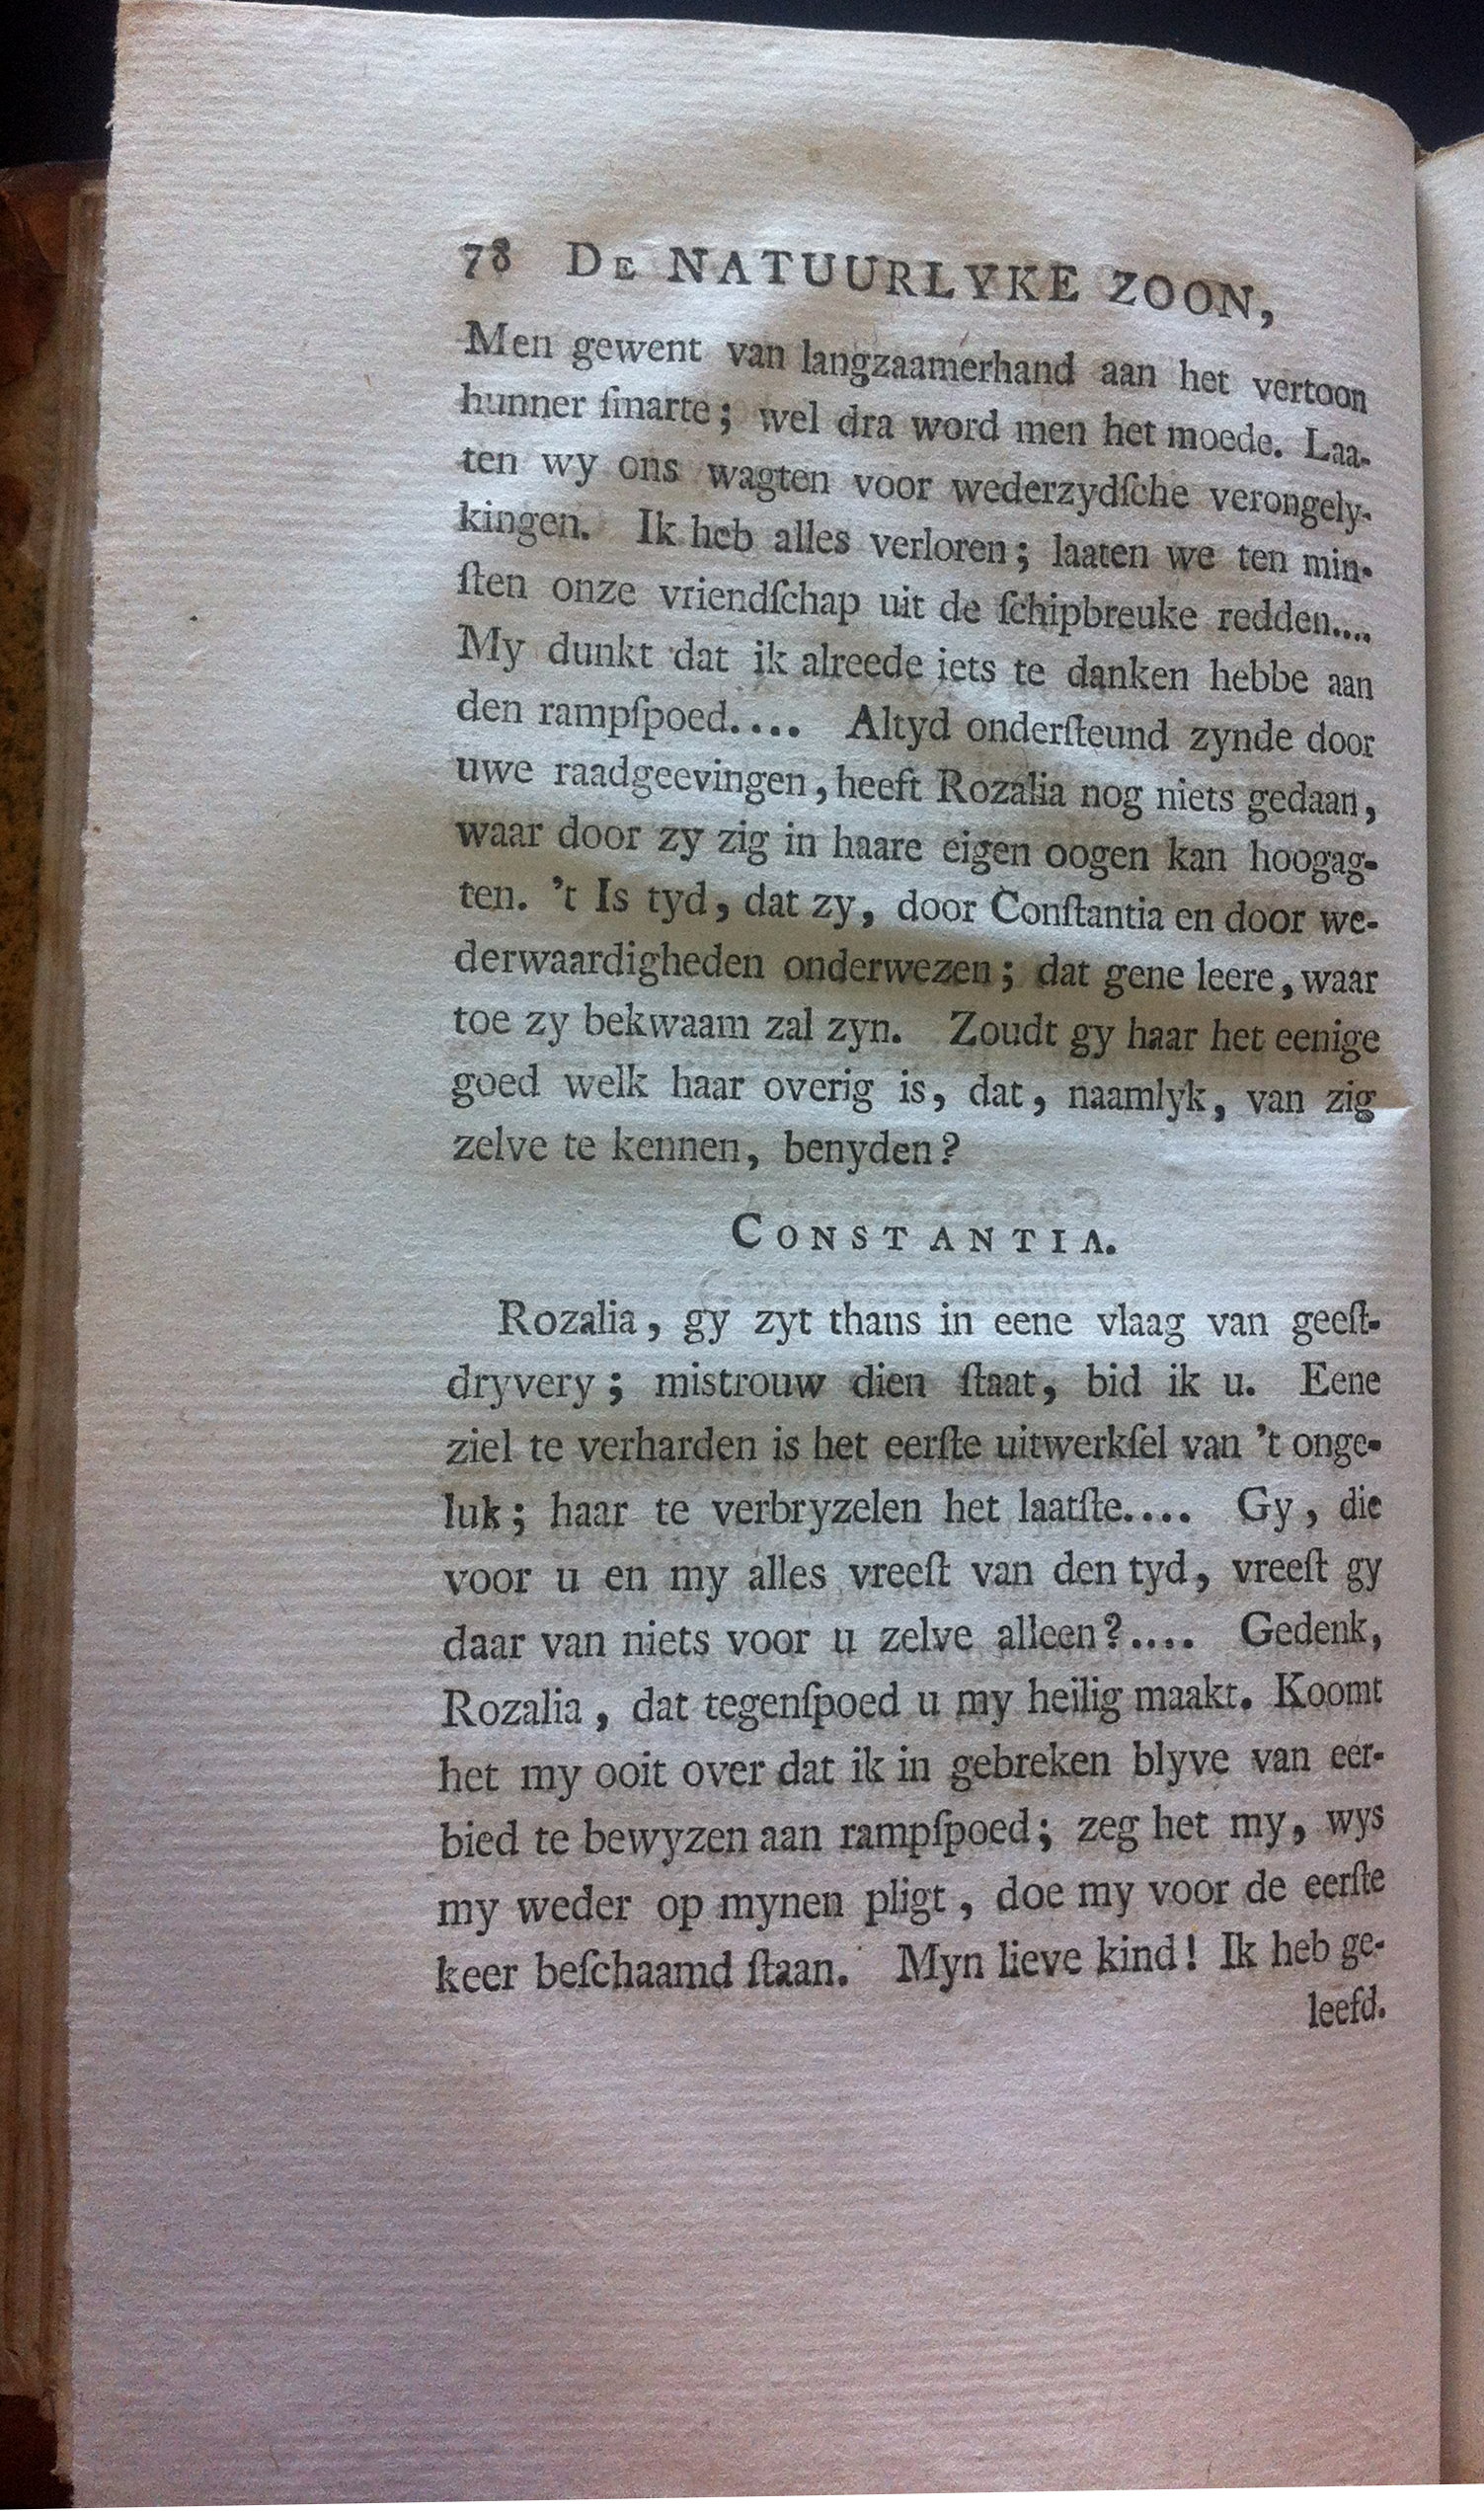 78 DE NATUURLYKE ZOON,
Men gewent van langzaamerhand aan het vertoon
hunner ſmarte; wel dra word men het moede. Laa-
ten wy ons wagten voor wederzydſche verongely-
kingen. Ik heb alles verloren; laaten we ten min-
ſten onze vriendſchap uit de ſchipbreuke redden....
My dunkt dat ik alreede iets te danken hebbe aan
den rampſpoed.... Altyd onderſteund zynde door
uwe raadgeevingen, heeft Rozalia nog niets gedaan,
waar door zy zig in haare eigen oogen kan hoogag-
ten. 't Is tyd, dat zy, door Conſtantia en door we-
derwaardigheden onderwezen; dat gene leere, waar
toe zy bekwaam zal zyn. Zoudt gy haar het eenige
goed welk haar overig is, dat, naamlyk, van zig
zelve te kennen, benyden?
CONSTANTIA.
Rozalia, gy zyt thans in eene vlaag van geeſt-
dryvery; mistrouw dien ſtaat, bid ik u. Eene
ziel te verharden is het eerſte uitwerkſel van 't onge-
luk; haar te verbryzelen het laatſte.... Gy, die
voor u en my alles vreeſt van den tyd, vreeſt gy
daar van niets voor u zelve alleen?.... Gedenk,
Rozalia, dat tegenſpoed u my heilig maakt. Koomt
het my ooit over dat ik in gebreken blyve van eer-
bied te bewyzen aan rampſpoed; zeg het my, wys
my weder op mynen pligt, doe my voor de eerſte
keer beſchaamd ſtaan. Myn lieve kind! Ik heb ge-
leefd.